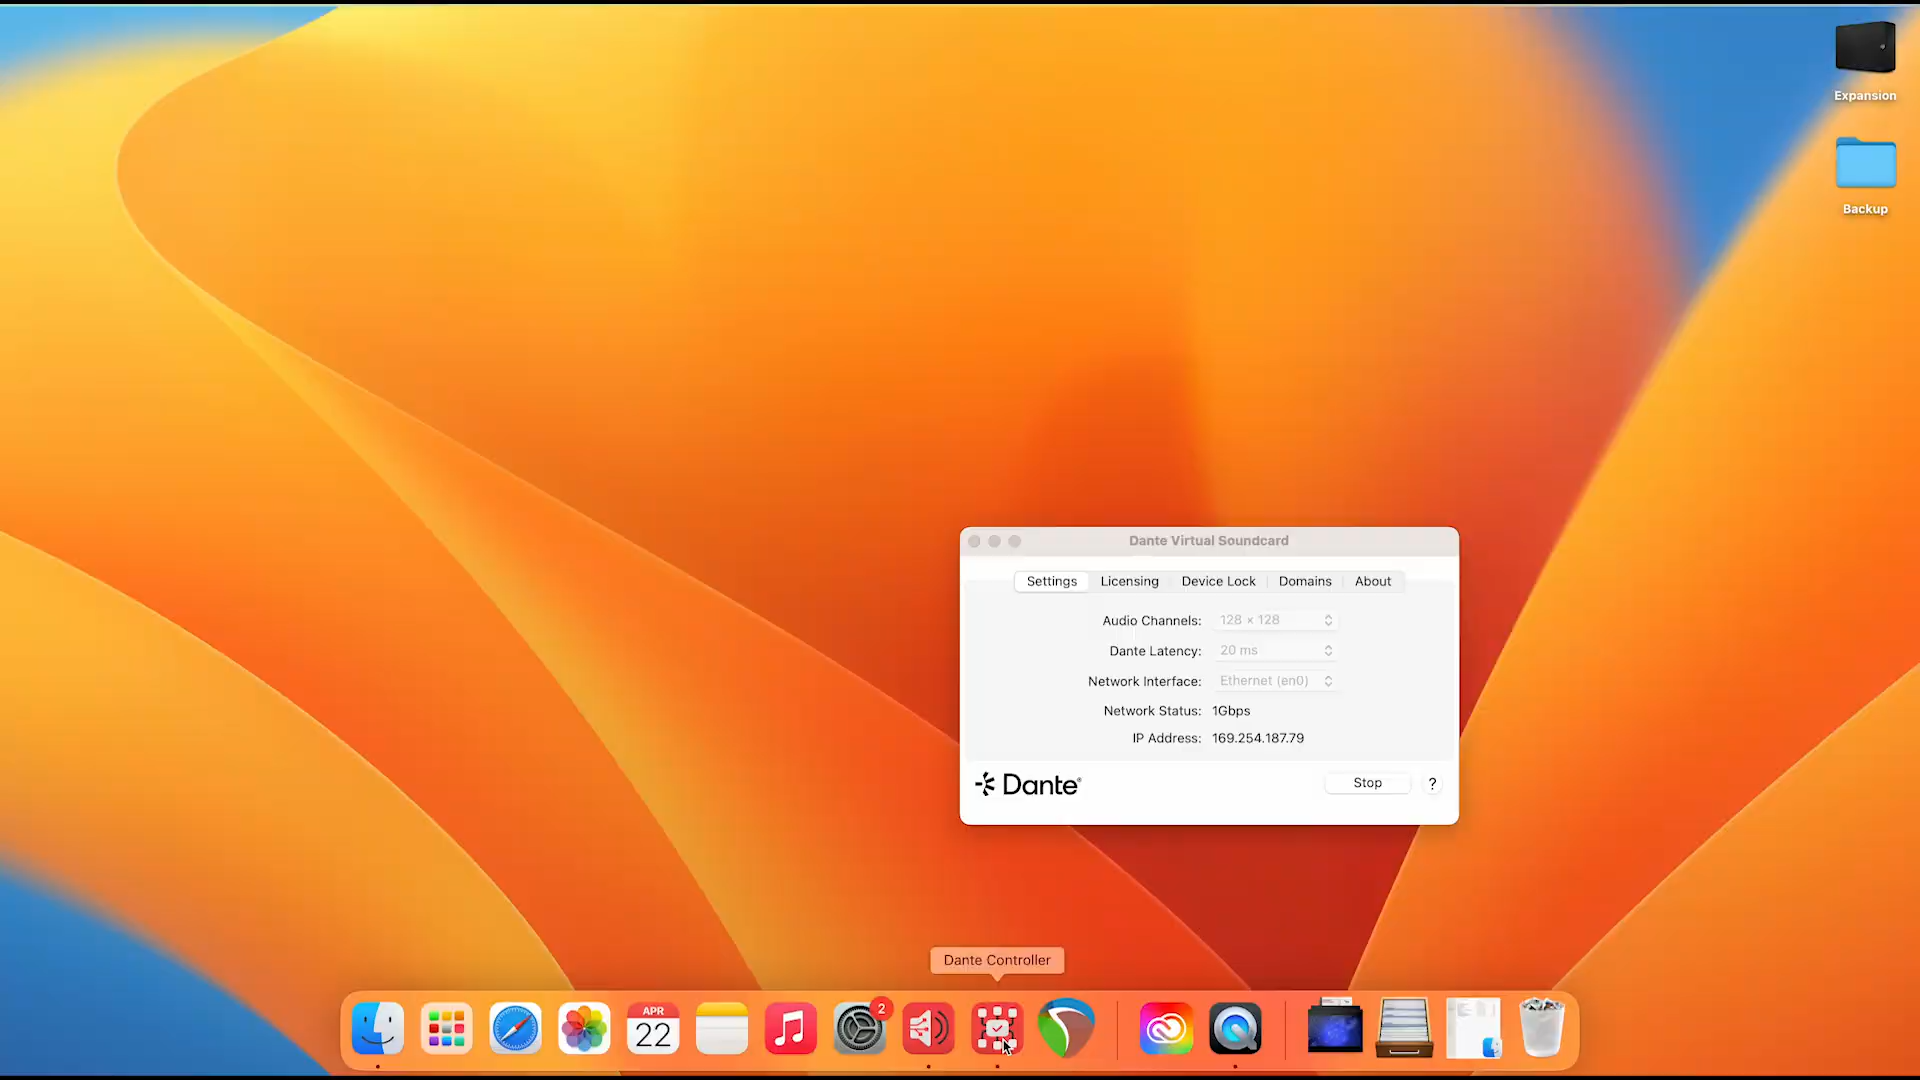 Expansion
Backup
Dante Virtual Soundcard
Settings Licensing Device Lock Domains About
Audio Channels: 128 × 128
Dante Latency: 20 ms
Network Interface: Ethernet (en0)
Network Status: 1Gbps
IP Address: 169.254.187.79
Dante®
Stop ?
Dante Controller
APR
22
2